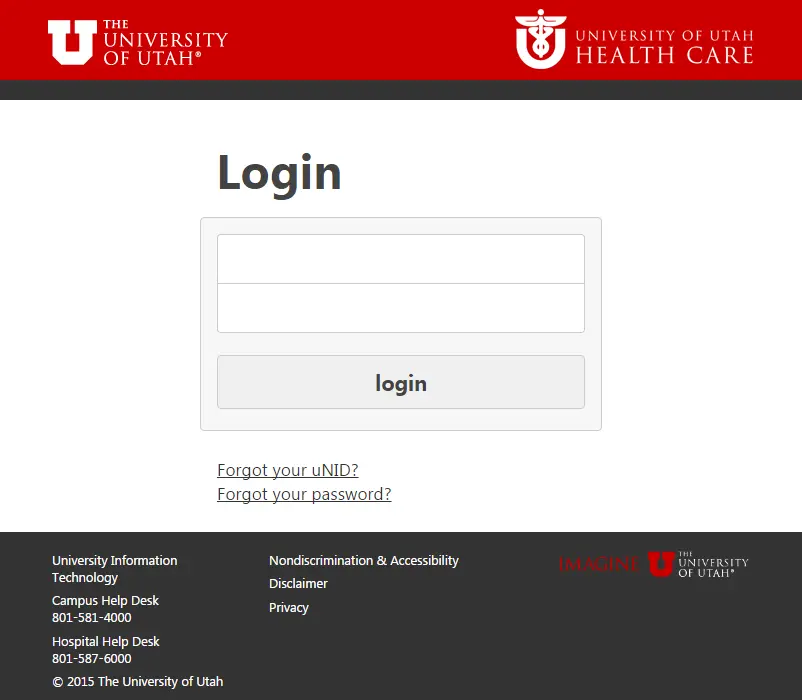 THE
UNIVERSITY
OF UTAH®
UNIVERSITY OF UTAH
HEALTH CARE
Login
login
Forgot your uNID?
Forgot your password?
University Information
Technology
Campus Help Desk
801-581-4000
Hospital Help Desk
801-587-6000
© 2015 The University of Utah
Nondiscrimination & Accessibility
Disclaimer
Privacy
IMAGINE U THE
UNIVERSITY
OF UTAH®